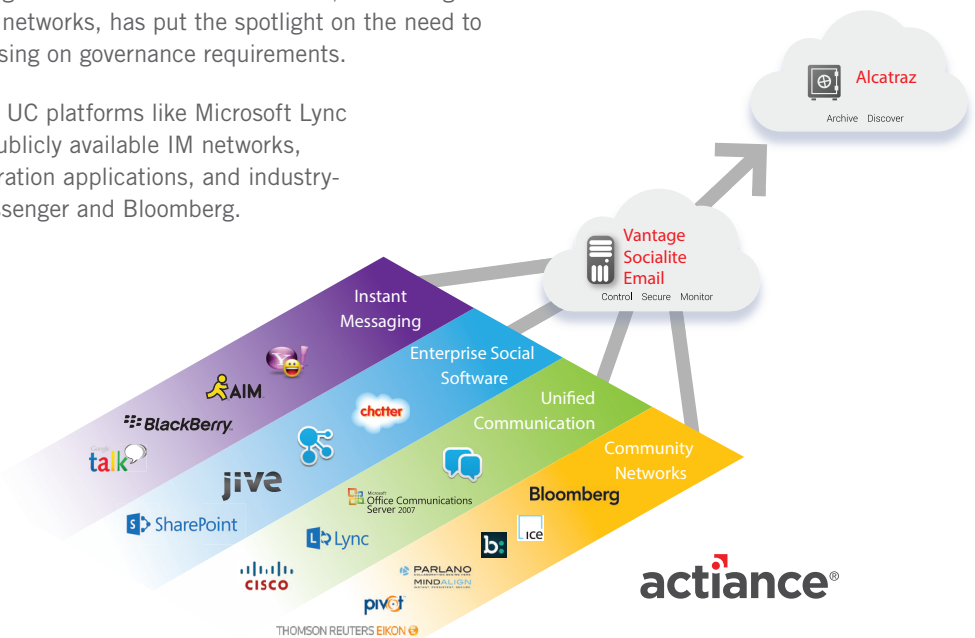 networks, has put the spotlight on the need to
sing on governance requirements.
UC platforms like Microsoft Lync
ublicly available IM networks,
ration applications, and industry-
ssenger and Bloomberg.
Alcatraz
Archive Discover
Vantage
Socialite
Email
Control Secure Monitor
Instant
Messaging
Y!
AIM
BlackBerry
Google
talk
Enterprise Social
Software
chatter
jive
S SharePoint
Unified
Communication
Microsoft
Office Communications
Server 2007
Lync
CISCO
Community
Networks
Bloomberg
ice
b:
PARLANO
MINDALIGN
pivot
THOMSON REUTERS EIKON
actiance®